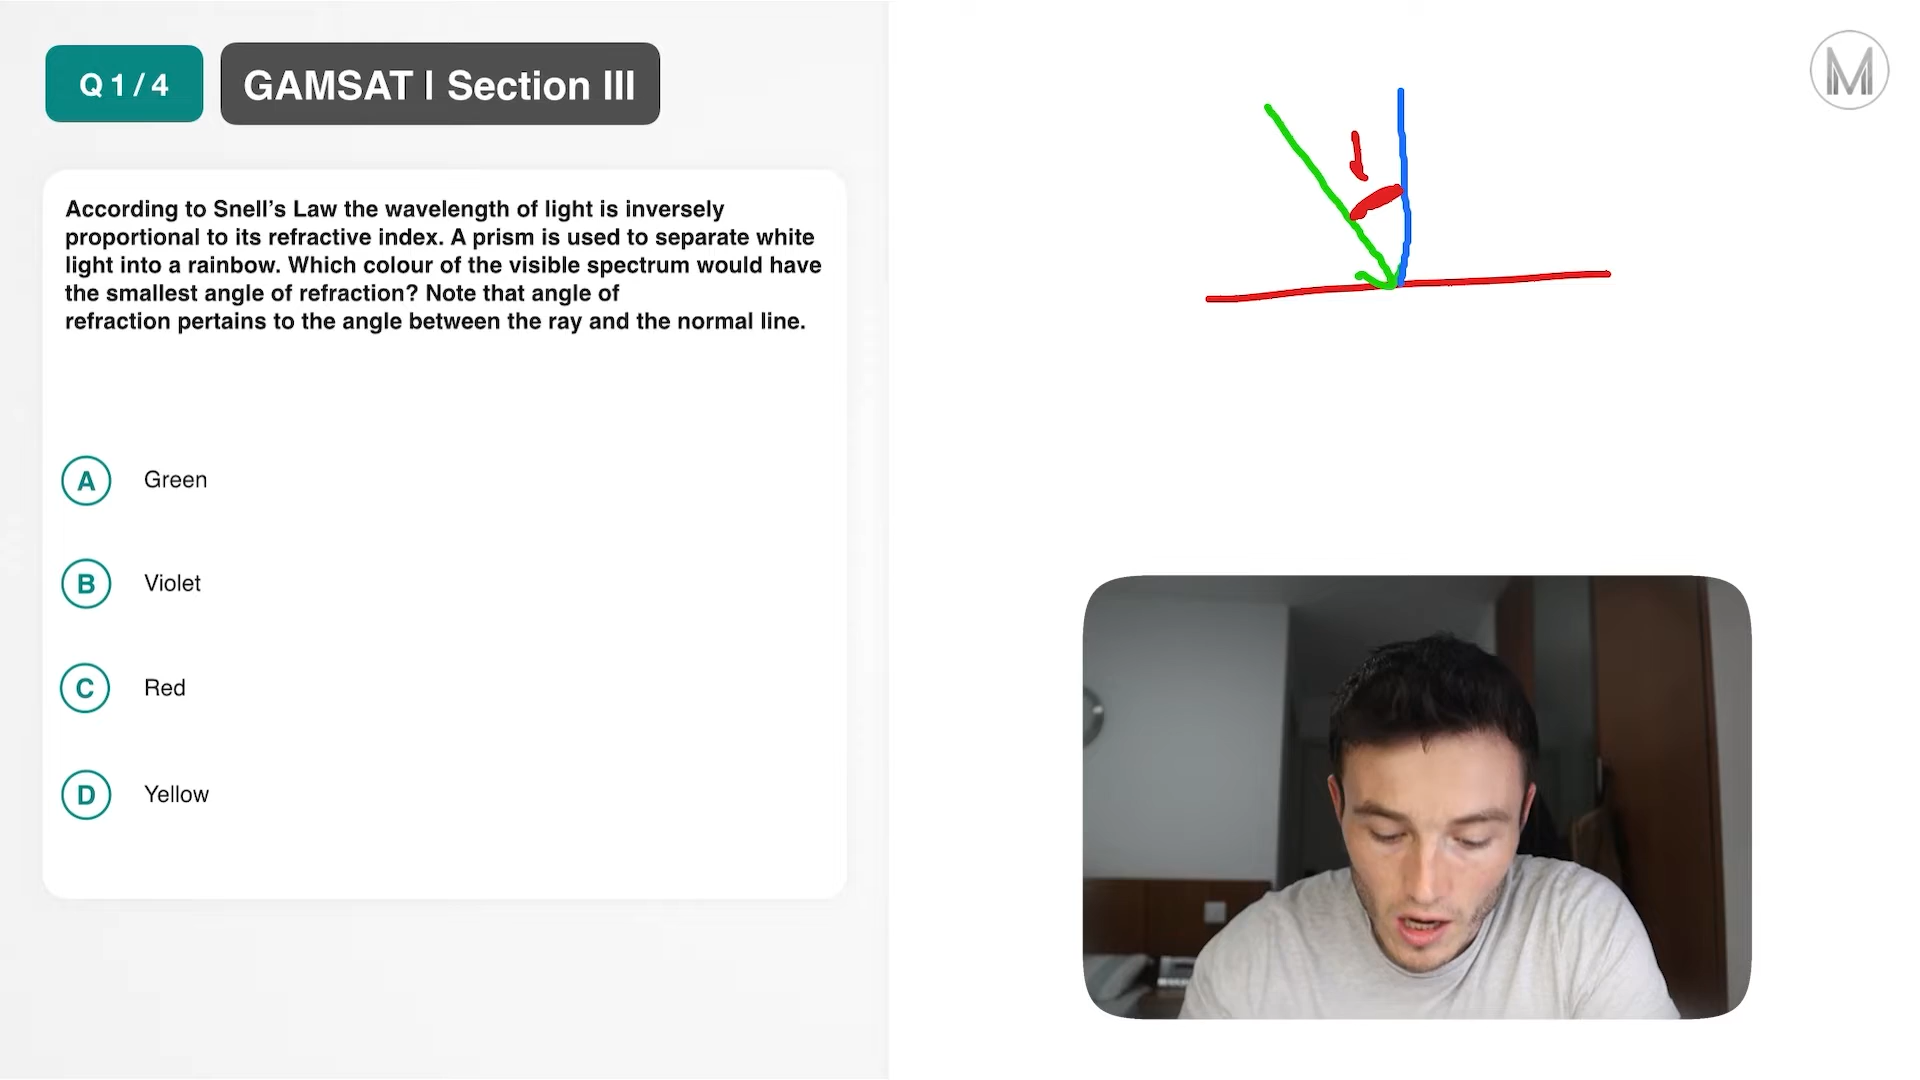 Q 1 / 4
GAMSAT | Section III
According to Snell’s Law the wavelength of light is inversely
proportional to its refractive index. A prism is used to separate white
light into a rainbow. Which colour of the visible spectrum would have
the smallest angle of refraction? Note that angle of
refraction pertains to the angle between the ray and the normal line.
A Green
B Violet
C Red
D Yellow
M